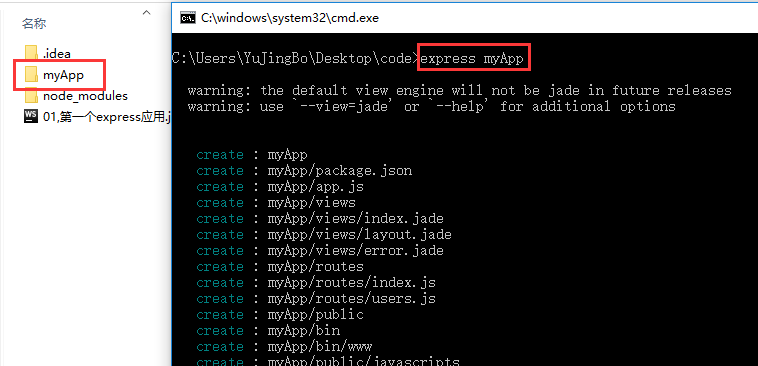 名称
.idea
myApp
node_modules
WS 01,第一个express应用.j
C:\windows\system32\cmd.exe
C:\Users\YuJingBo\Desktop\code>express myApp
warning: the default view engine will not be jade in future releases
warning: use `--view=jade' or `--help' for additional options
create : myApp
create : myApp/package.json
create : myApp/app.js
create : myApp/views
create : myApp/views/index.jade
create : myApp/views/layout.jade
create : myApp/views/error.jade
create : myApp/routes
create : myApp/routes/index.js
create : myApp/routes/users.js
create : myApp/public
create : myApp/bin
create : myApp/bin/www
create : myApp/public/javascripts